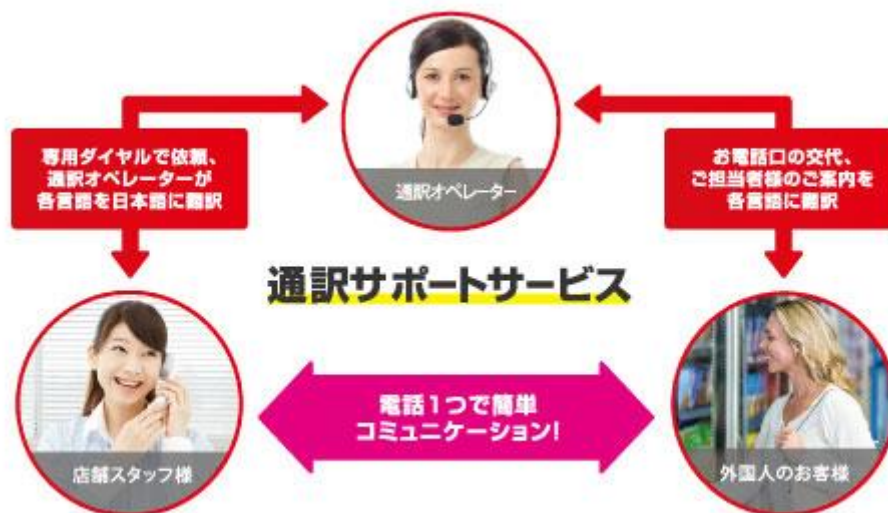 通訳オペレーター
専用ダイヤルで依頼、
通訳オペレーターが
各言語を日本語に翻訳
お電話口の交代、
ご担当者様のご案内を
各言語に翻訳
通訳サポートサービス
電話1つで簡単
コミュニケーション!
店舗スタッフ様
外国人のお客様